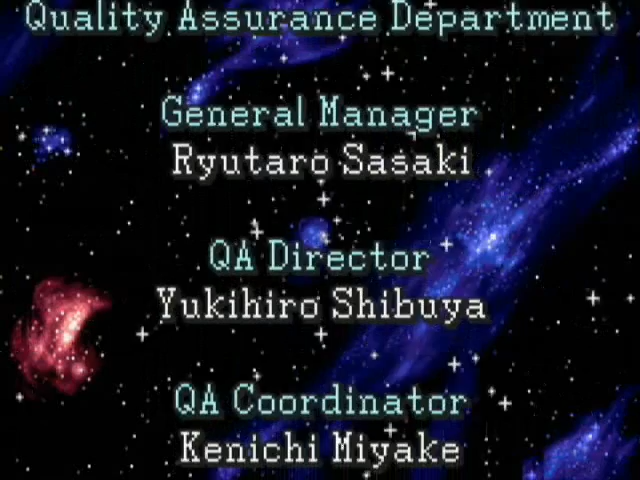 Quality Assurance Department
General Manager
Ryutaro Sasaki
QA Director
Yukihiro Shibuya
QA Coordinator
Kenichi Miyake